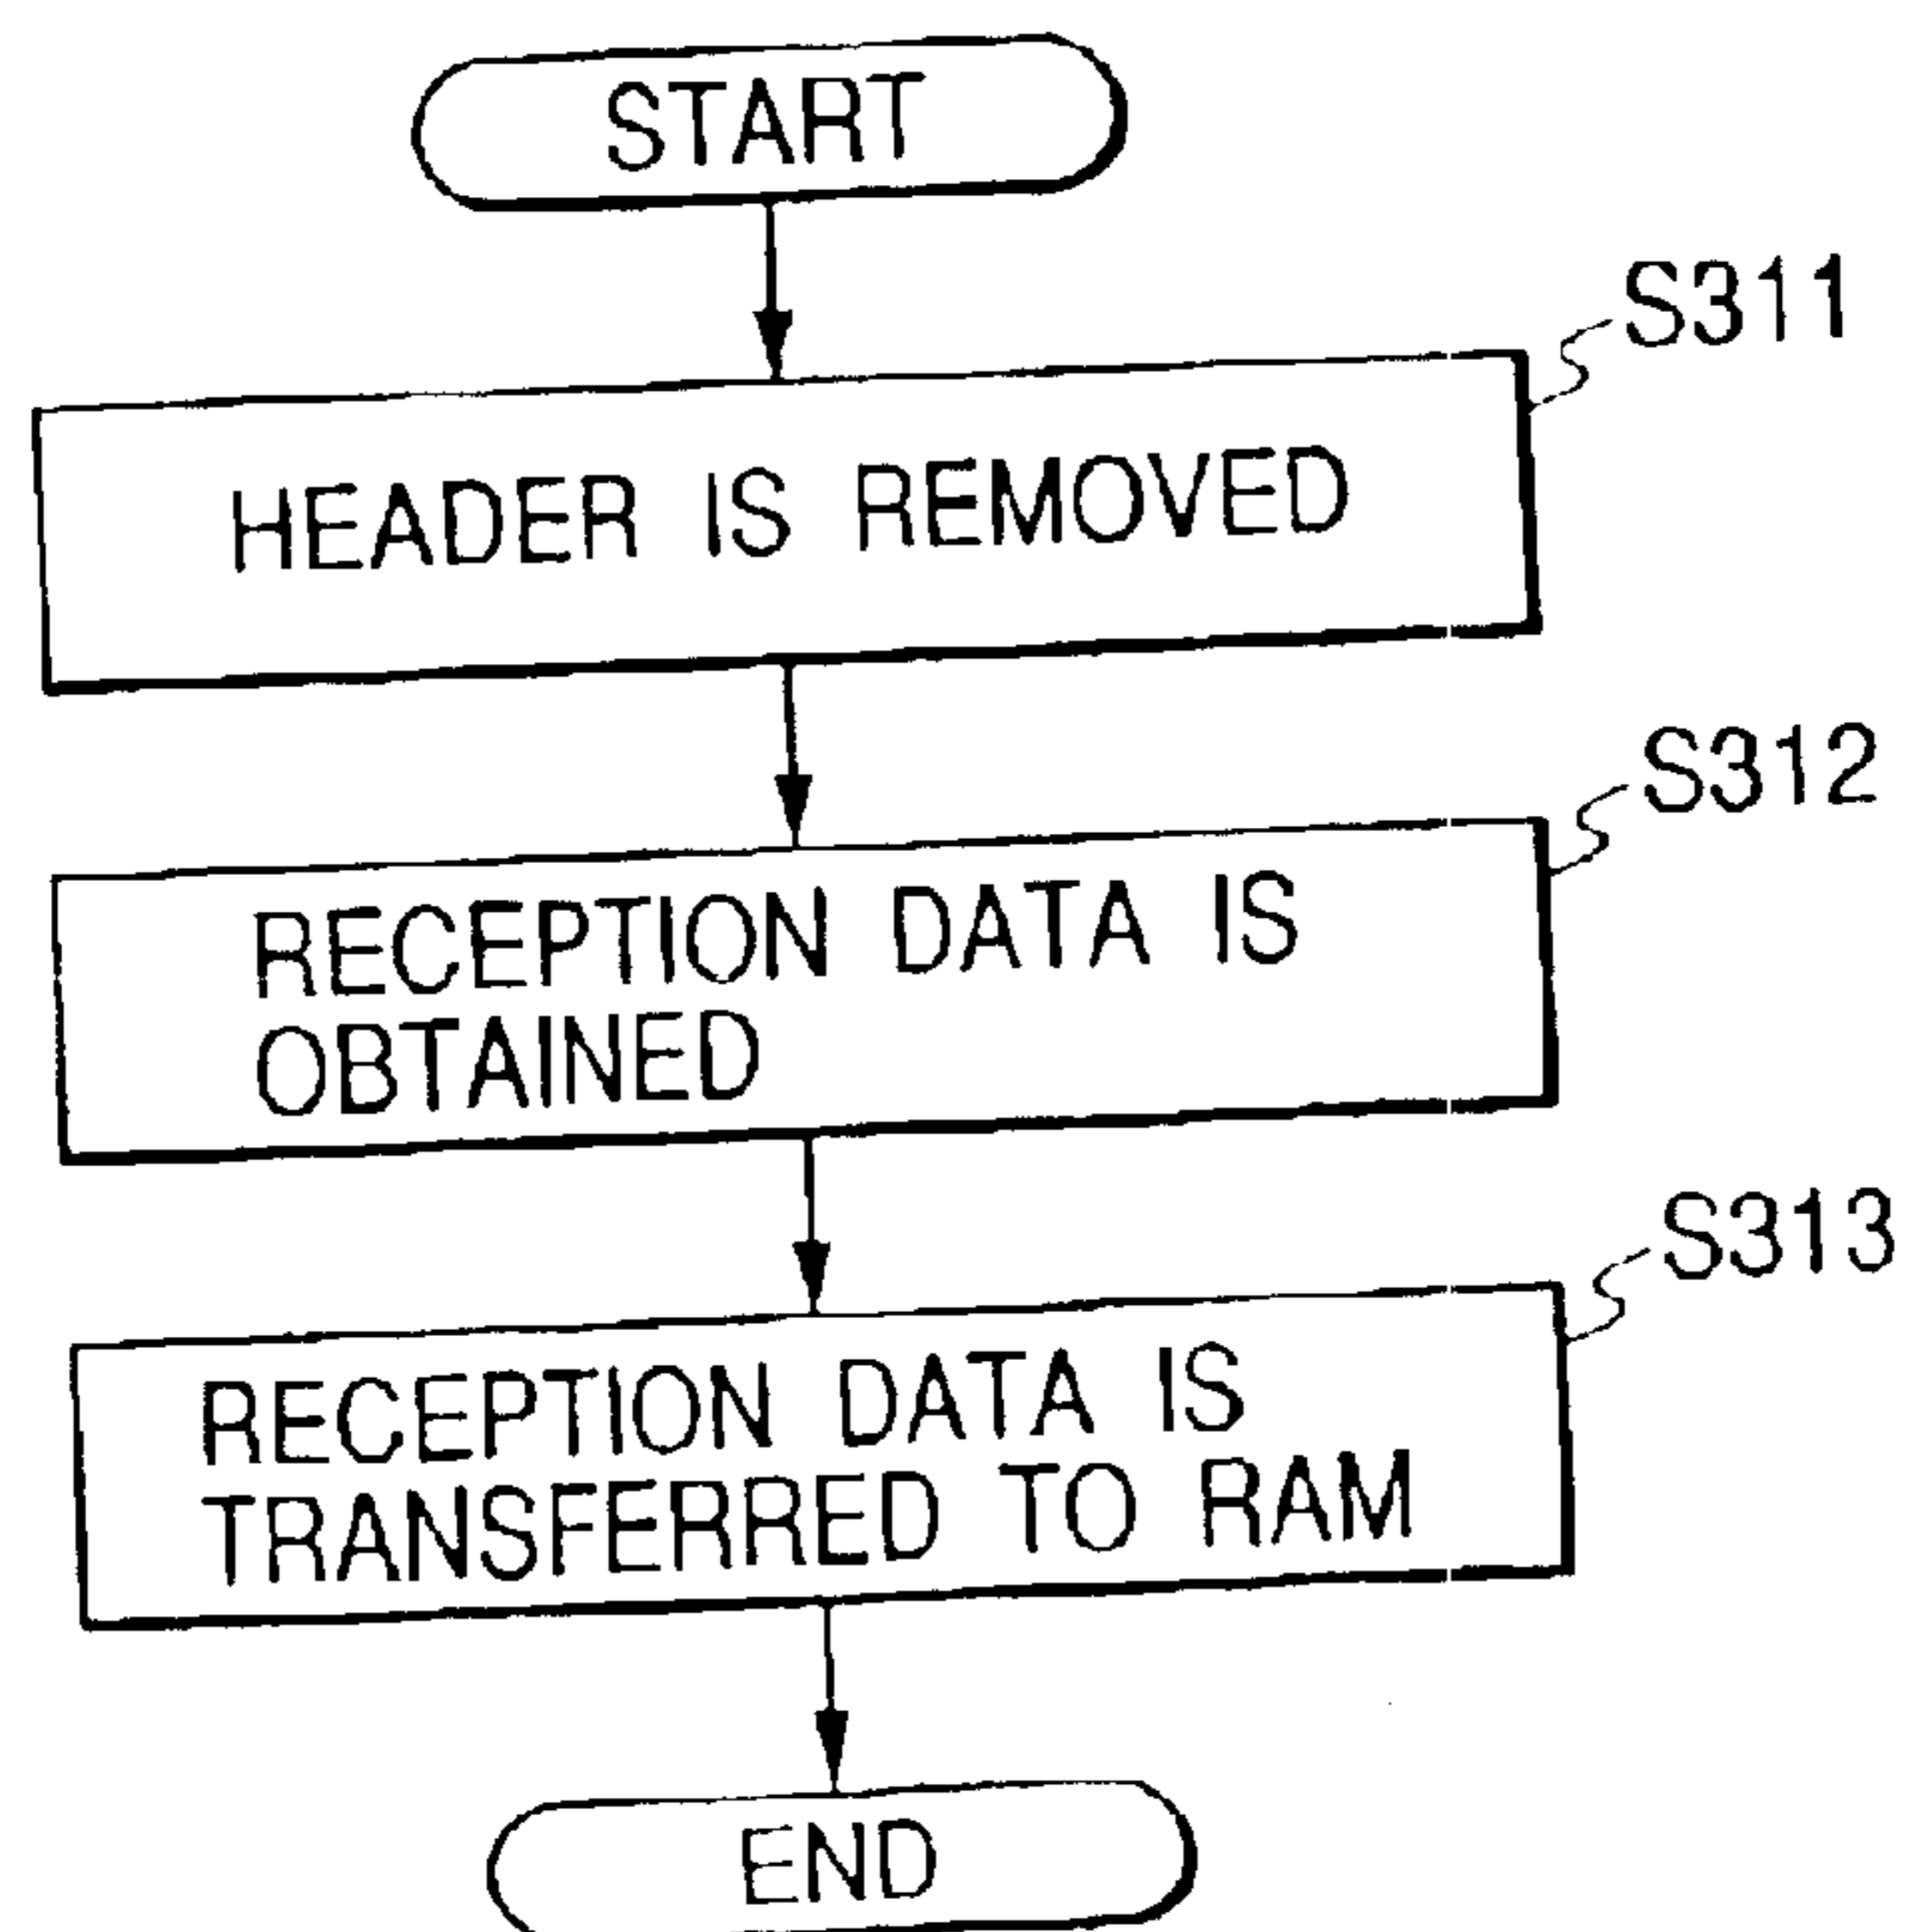 START
S311
HEADER IS REMOVED
S312
RECEPTION DATA IS
OBTAINED
S313
RECEPTION DATA IS
TRANSFERRED TO RAM
END